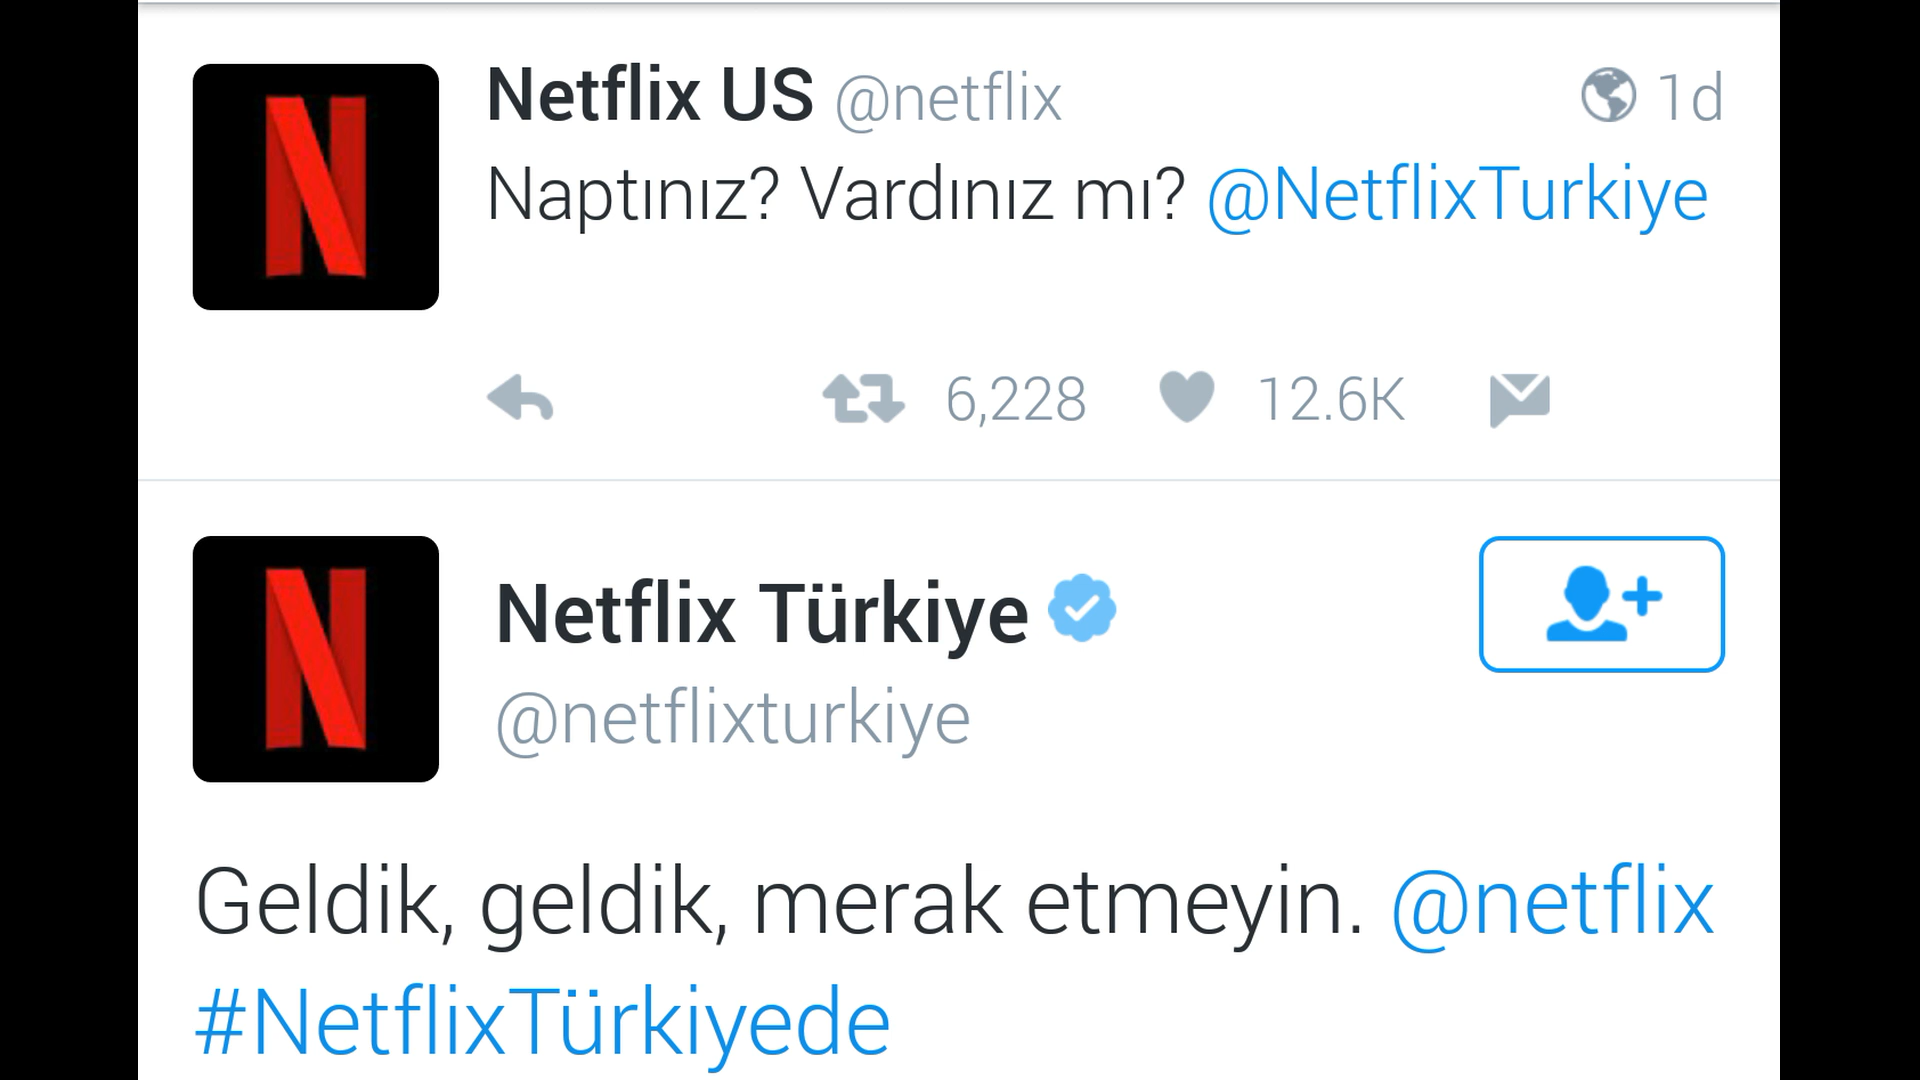 Netflix US @netflix 1d
Naptınız? Vardınız mı? @NetflixTurkiye
6,228 12.6K
Netflix Türkiye
@netflixturkiye
Geldik, geldik, merak etmeyin. @netflix
#NetflixTürkiyede